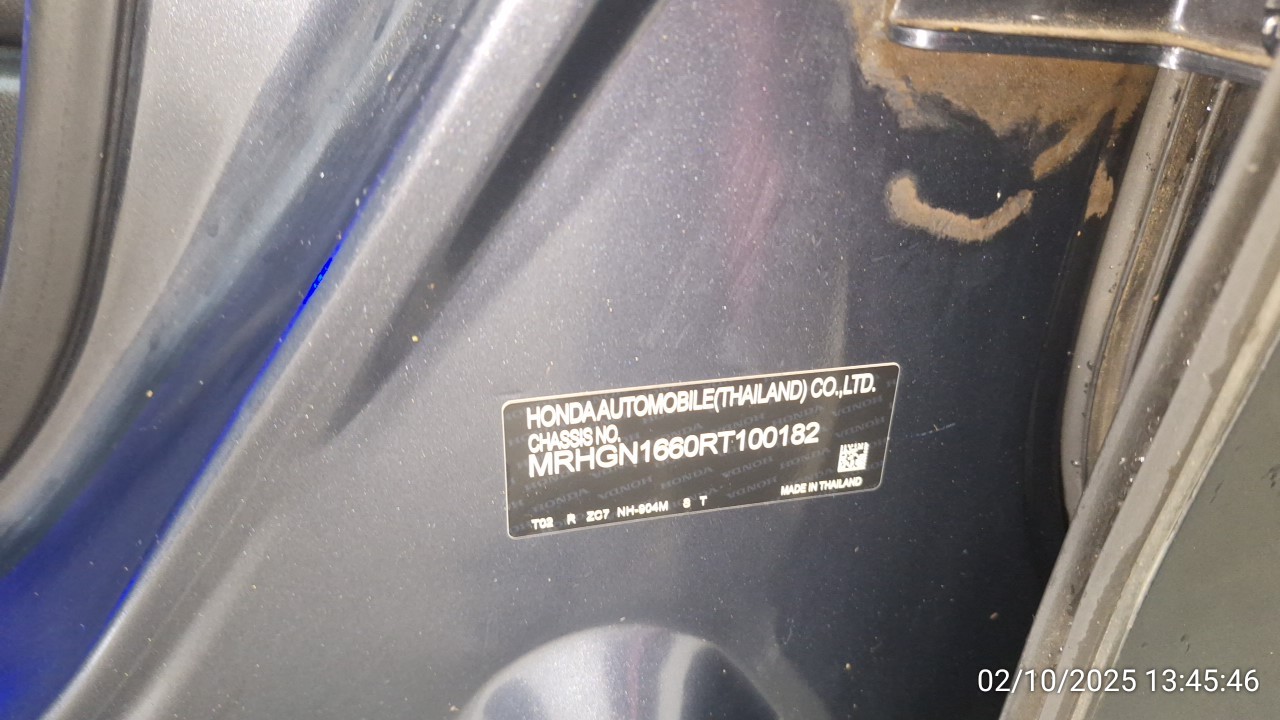 HONDA AUTOMOBILE(THAILAND) CO.,LTD.
CHASSIS NO.
MRHGN1660RT100182
MADE IN THAILAND
T02 R ZC7 NH-904M 8 T
02/10/2025 13:45:46